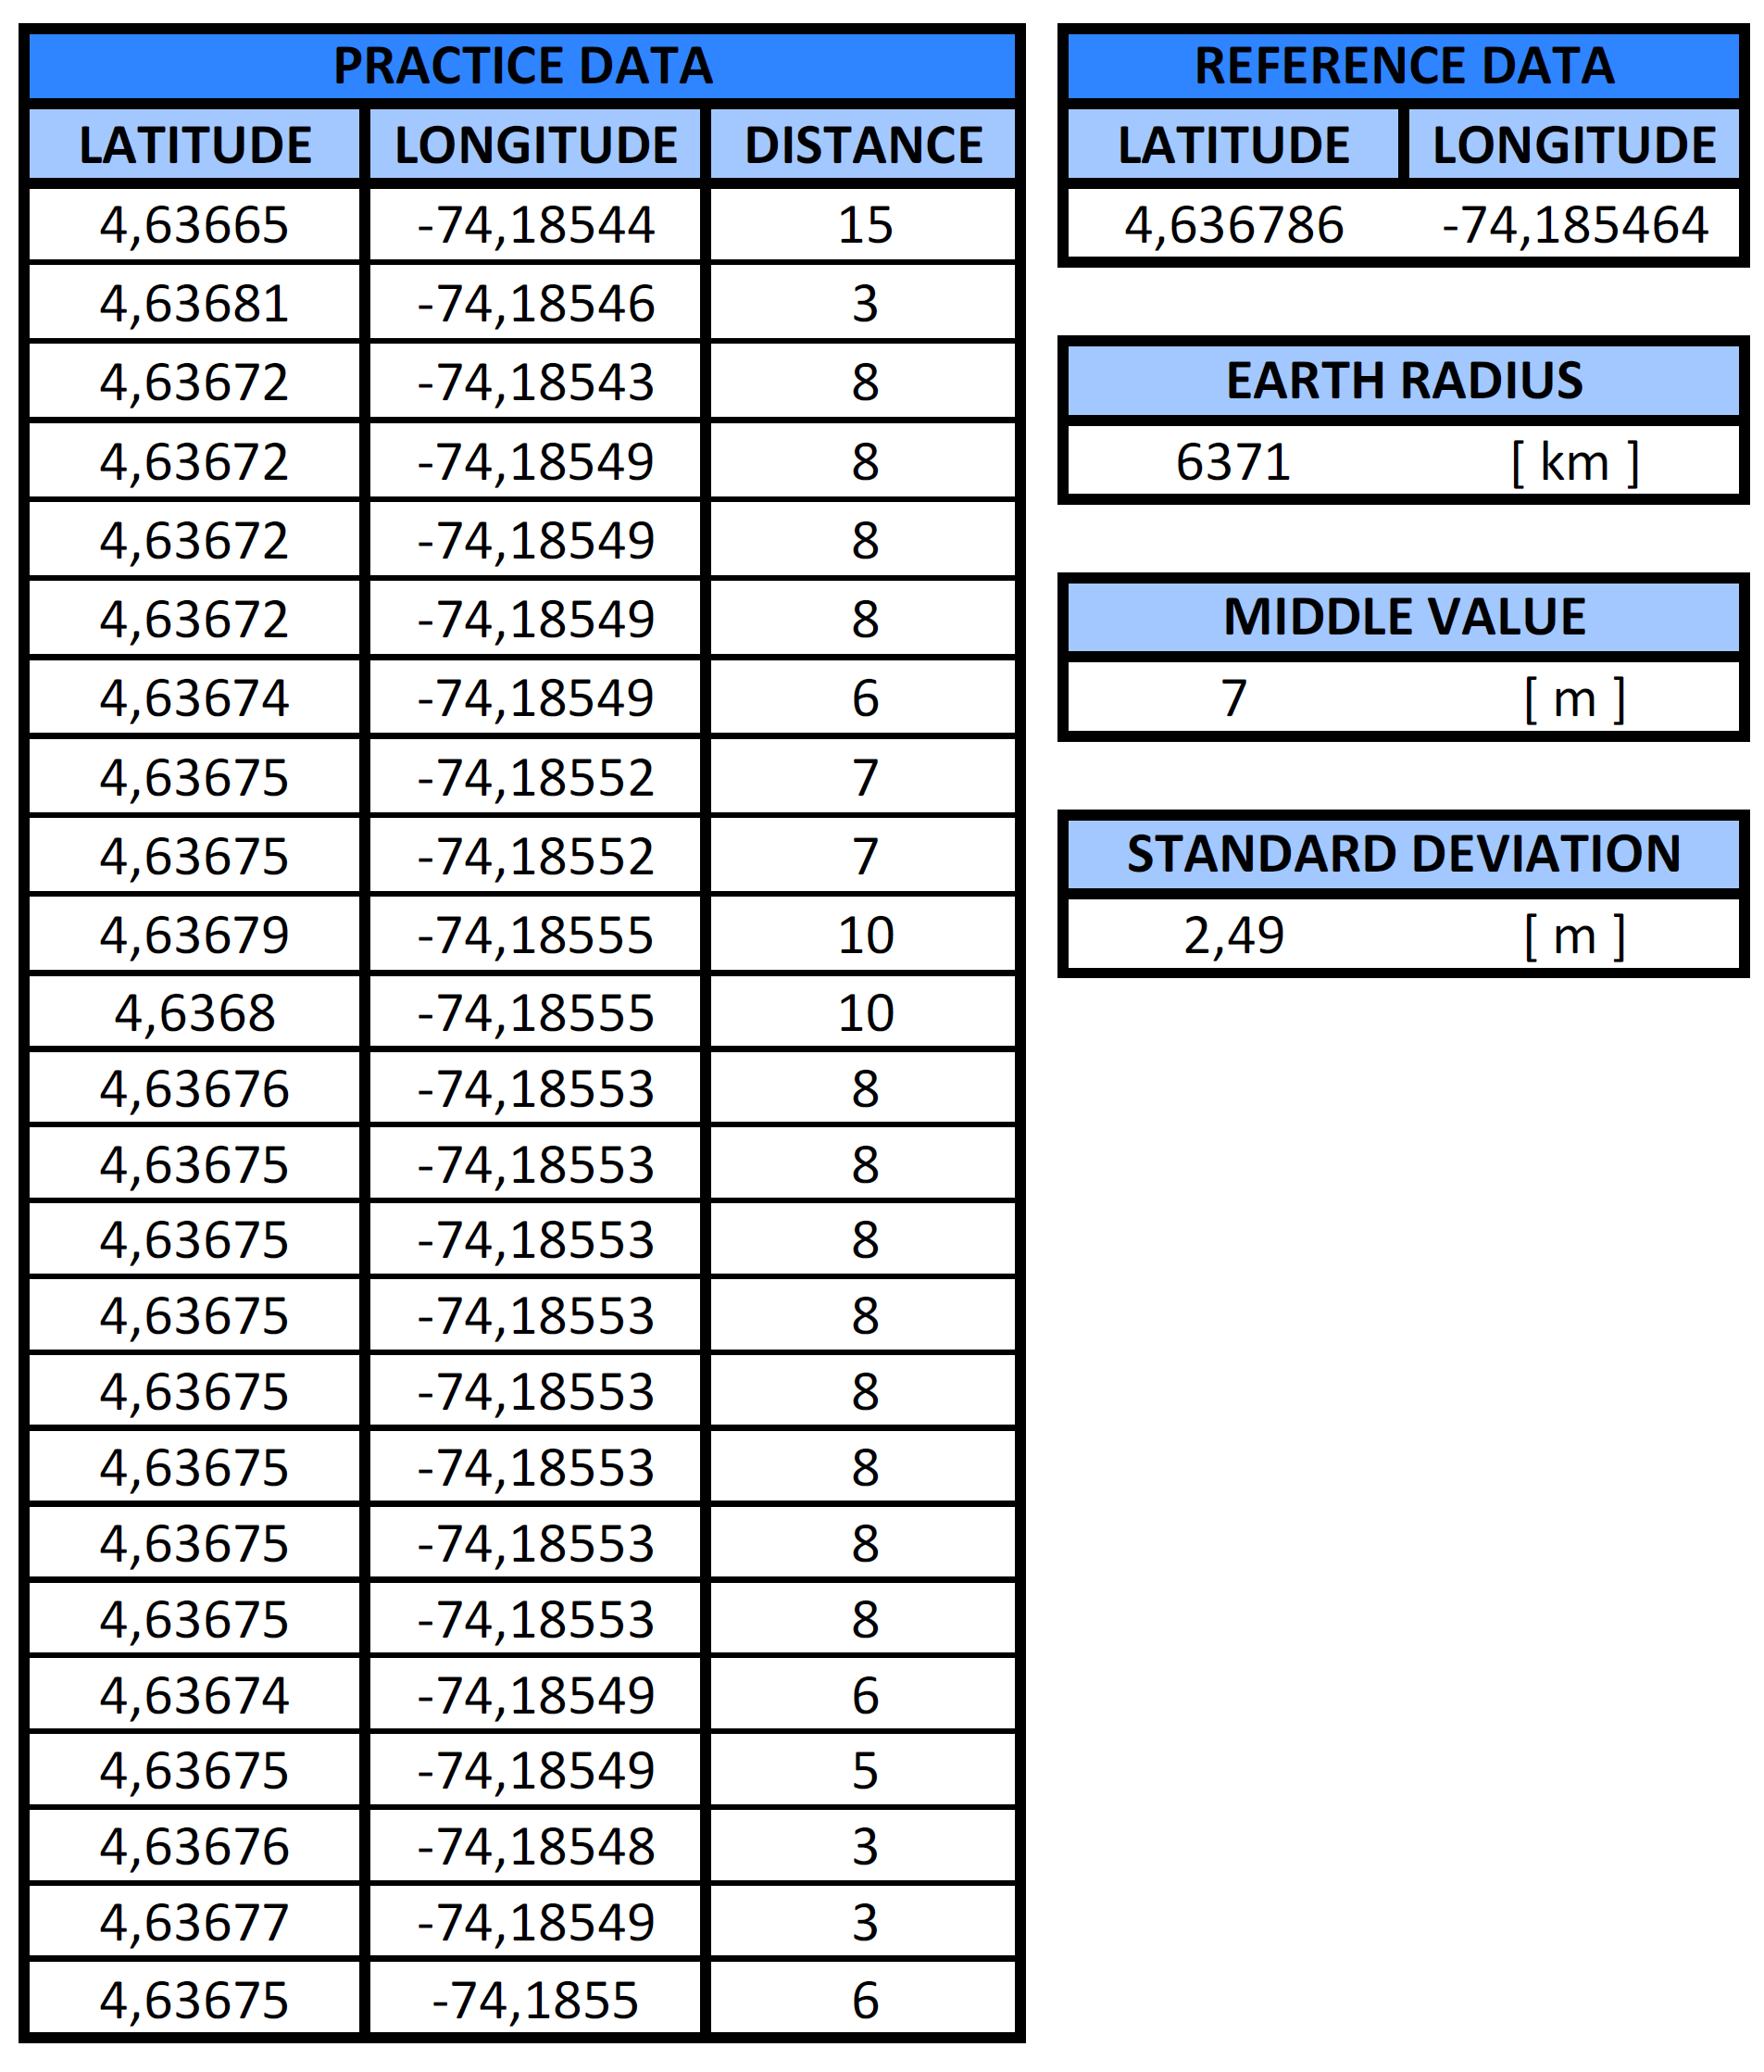 PRACTICE DATA
LATITUDE LONGITUDE DISTANCE
4,63665 -74,18544 15
4,63681 -74,18546 3
4,63672 -74,18543 8
4,63672 -74,18549 8
4,63672 -74,18549 8
4,63672 -74,18549 8
4,63674 -74,18549 6
4,63675 -74,18552 7
4,63675 -74,18552 7
4,63679 -74,18555 10
4,6368 -74,18555 10
4,63676 -74,18553 8
4,63675 -74,18553 8
4,63675 -74,18553 8
4,63675 -74,18553 8
4,63675 -74,18553 8
4,63675 -74,18553 8
4,63675 -74,18553 8
4,63675 -74,18553 8
4,63674 -74,18549 6
4,63675 -74,18549 5
4,63676 -74,18548 3
4,63677 -74,18549 3
4,63675 -74,1855 6
REFERENCE DATA
LATITUDE LONGITUDE
4,636786 -74,185464
EARTH RADIUS
6371 [ km ]
MIDDLE VALUE
7 [ m ]
STANDARD DEVIATION
2,49 [ m ]